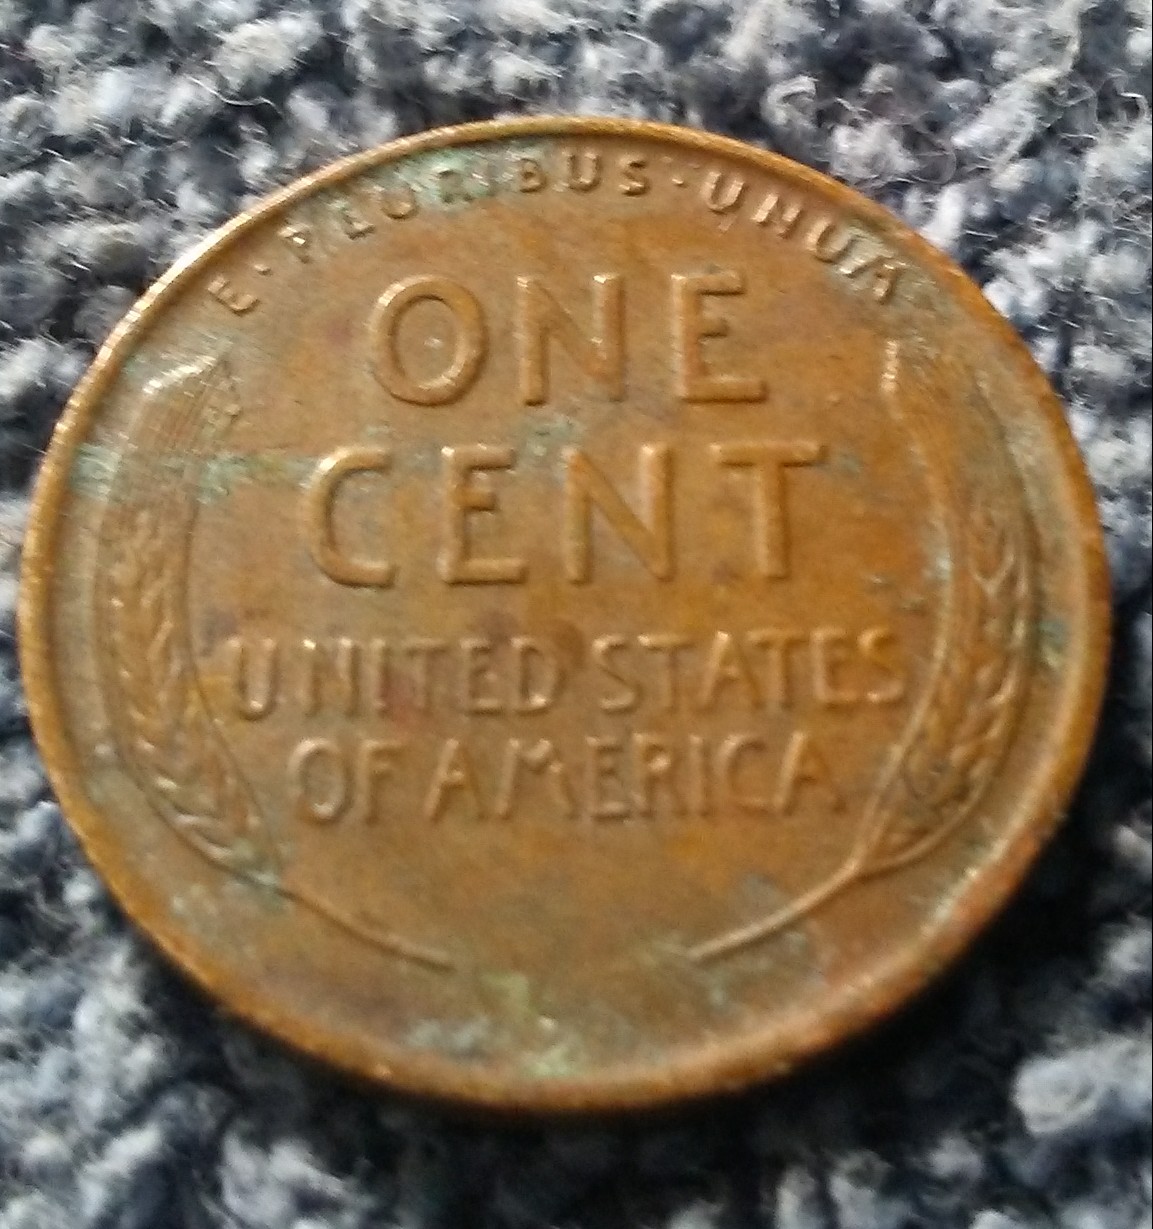 E·PLURIBUS·UNUM
ONE
CENT
UNITED STATES
OF AMERICA